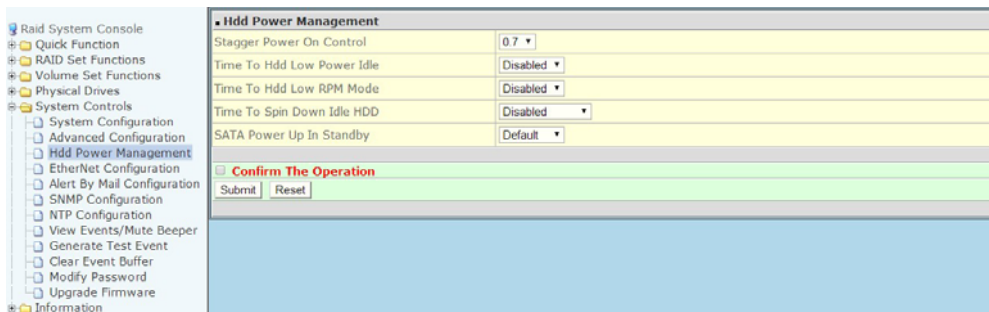 Raid System Console
Quick Function
RAID Set Functions
Volume Set Functions
Physical Drives
System Controls
System Configuration
Advanced Configuration
Hdd Power Management
EtherNet Configuration
Alert By Mail Configuration
SNMP Configuration
NTP Configuration
View Events/Mute Beeper
Generate Test Event
Clear Event Buffer
Modify Password
Upgrade Firmware
Information
Hdd Power Management
Stagger Power On Control 0.7
Time To Hdd Low Power Idle Disabled
Time To Hdd Low RPM Mode Disabled
Time To Spin Down Idle HDD Disabled
SATA Power Up In Standby Default
Confirm The Operation
Submit Reset